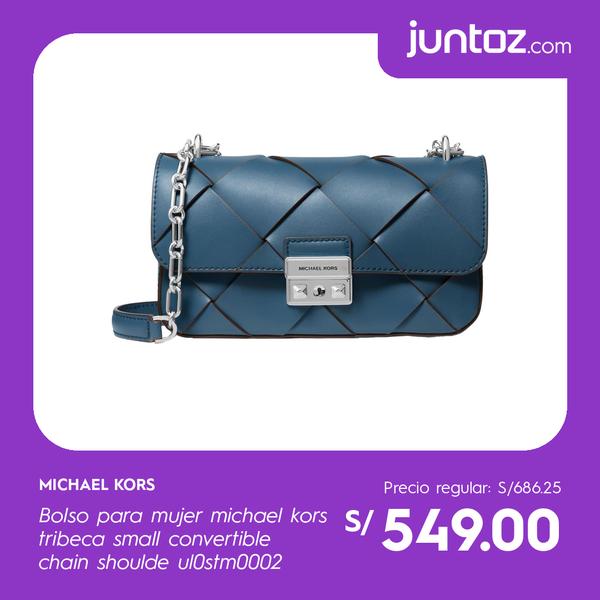 juntoz.com
MICHAEL KORS
MICHAEL KORS
Bolso para mujer michael kors
tribeca small convertible
chain shoulde ul0stm0002
Precio regular: S/686.25
S/549.00